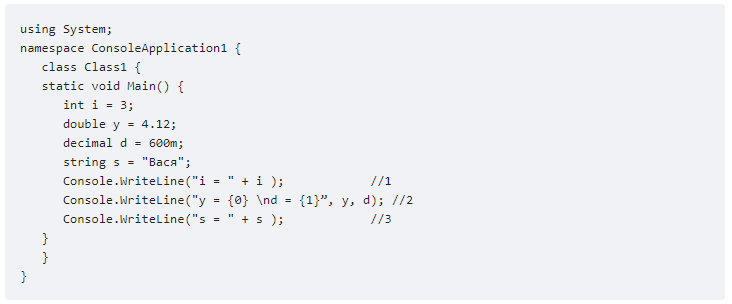 using System;
namespace ConsoleApplication1 {
class Class1 {
static void Main() {
int i = 3;
double y = 4.12;
decimal d = 600m;
string s = "Вася";
Console.WriteLine("i = " + i ); //1
Console.WriteLine("y = {0} \nd = {1}”, y, d); //2
Console.WriteLine("s = " + s ); //3
}
}
}